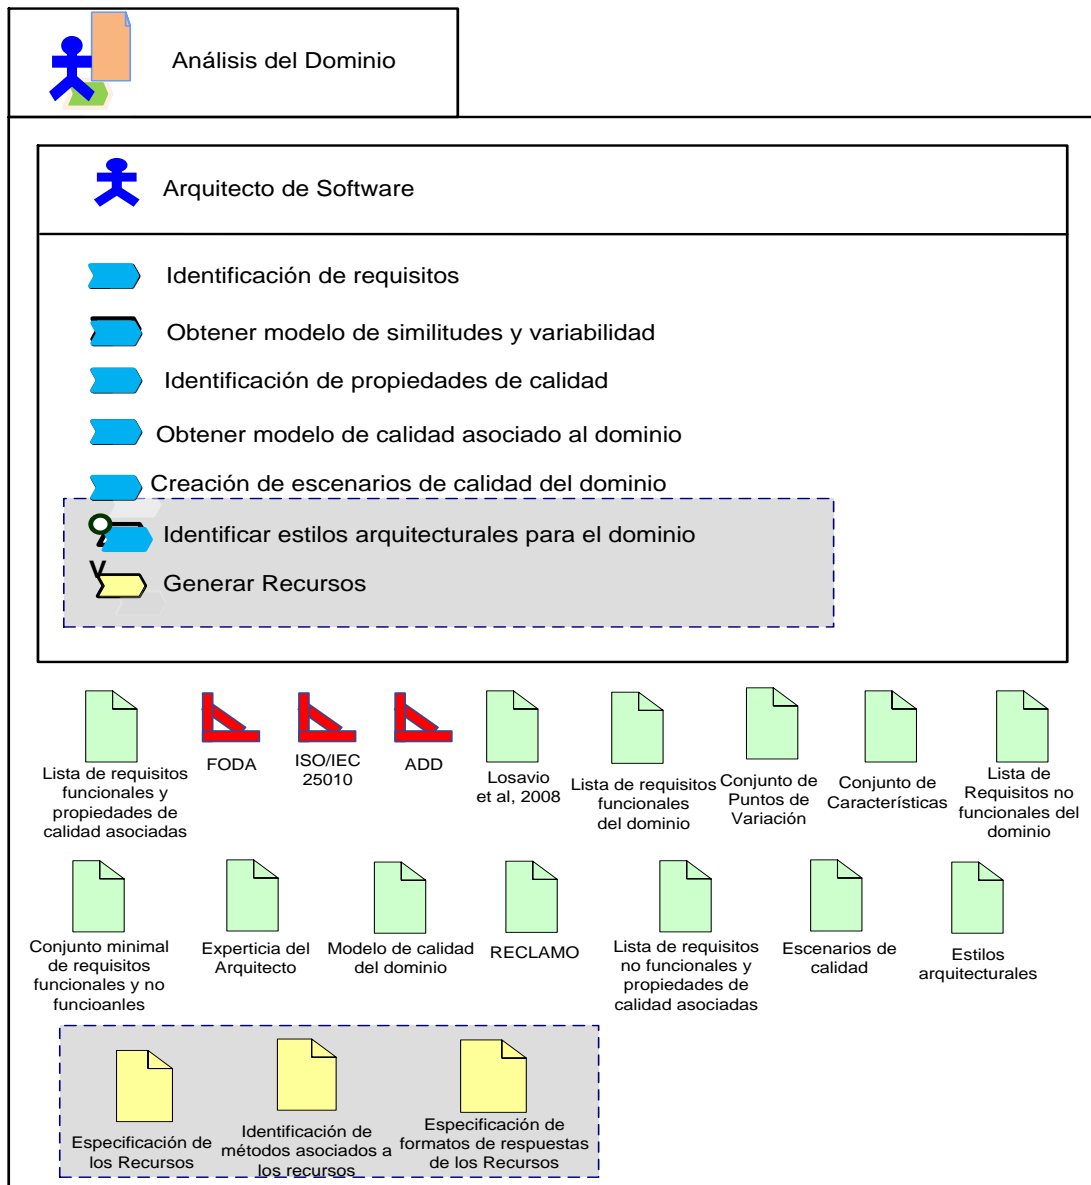 Análisis del Dominio
Arquitecto de Software
Identificación de requisitos
Obtener modelo de similitudes y variabilidad
Identificación de propiedades de calidad
Obtener modelo de calidad asociado al dominio
Creación de escenarios de calidad del dominio
Identificar estilos arquitecturales para el dominio
V
Generar Recursos
Lista de requisitos
funcionales y
propiedades de
calidad asociadas
FODA
ISO/IEC
25010
ADD
Losavio
et al, 2008
Lista de requisitos
funcionales
del dominio
Conjunto de
Puntos de
Variación
Conjunto de
Características
Lista de
Requisitos no
funcionales del
dominio
Conjunto minimal
de requisitos
funcionales y no
funcioanles
Experticia del
Arquitecto
Modelo de calidad
del dominio
RECLAMO
Lista de requisitos
no funcionales y
propiedades de
calidad asociadas
Escenarios de
calidad
Estilos
arquitecturales
Especificación de
los Recursos
Identificación de
métodos asociados a
los recursos
Especificación de
formatos de respuestas
de los Recursos